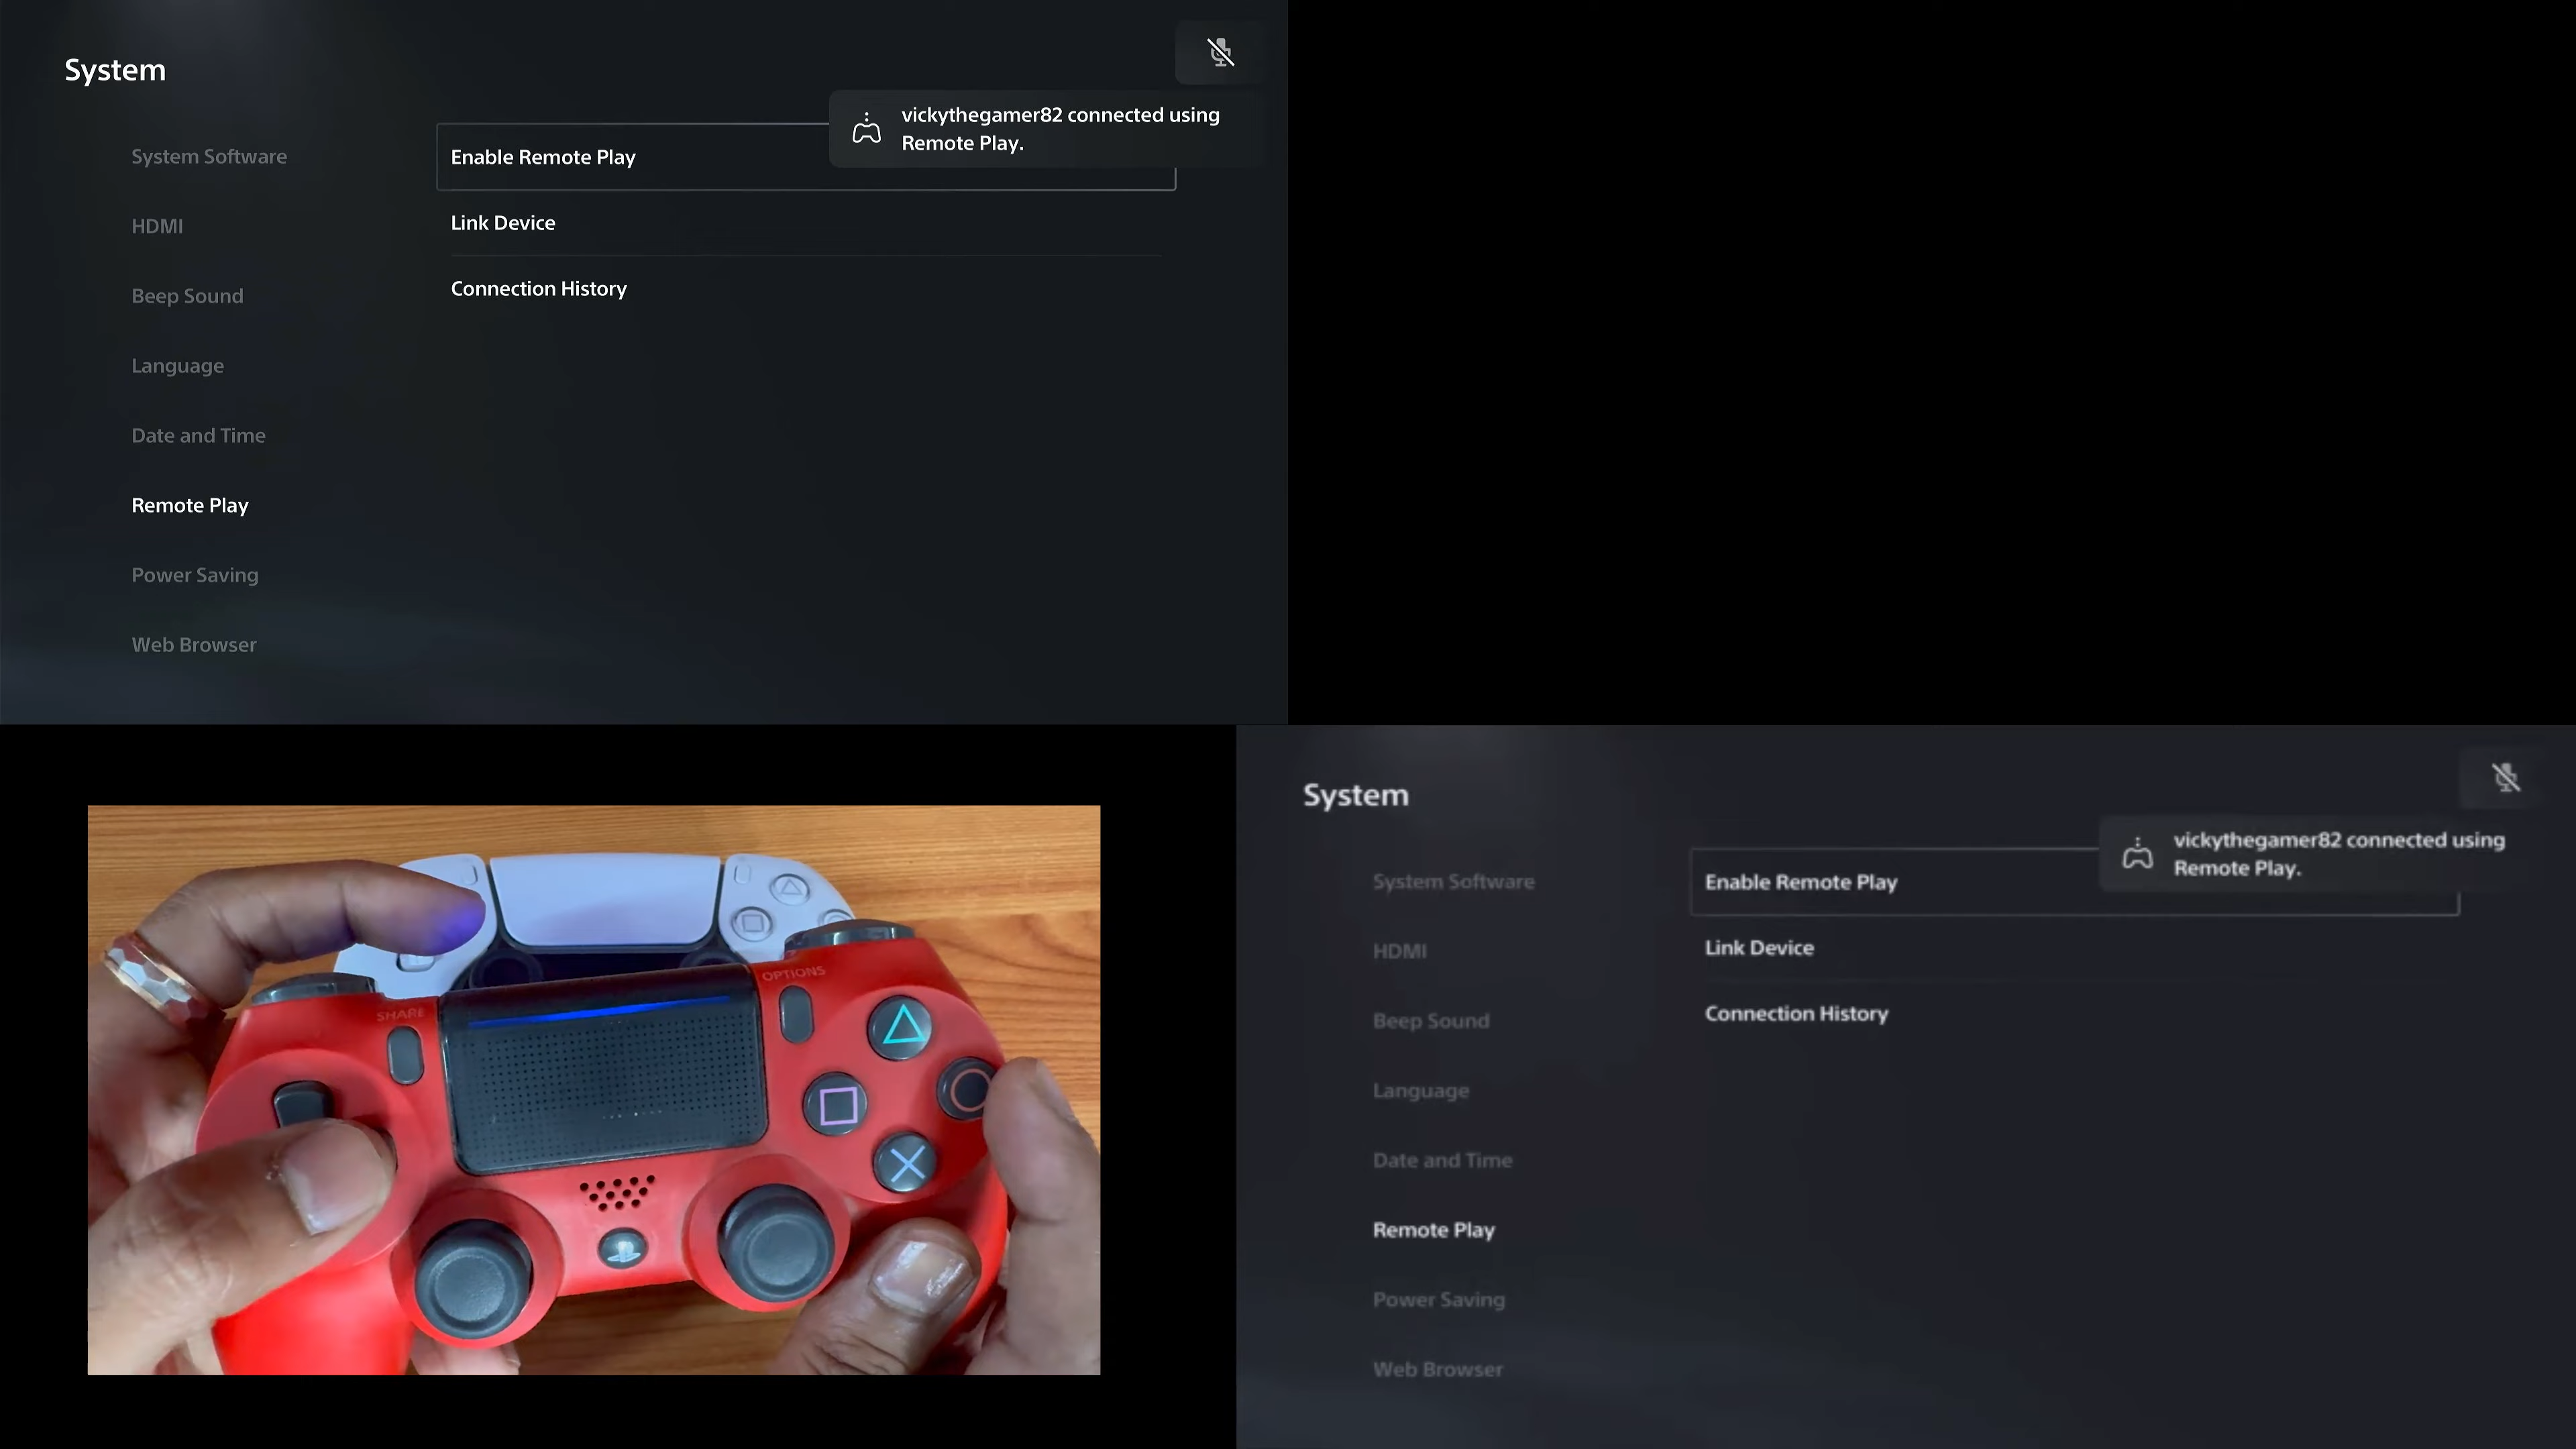 System
vickythegamer82 connected using
Remote Play.
System Software
Enable Remote Play
HDMI
Link Device
Beep Sound
Connection History
Language
Date and Time
Remote Play
Power Saving
Web Browser
SHARE
OPTIONS
System
vickythegamer82 connected using
Remote Play.
System Software
Enable Remote Play
HDMI
Link Device
Beep Sound
Connection History
Language
Date and Time
Remote Play
Power Saving
Web Browser